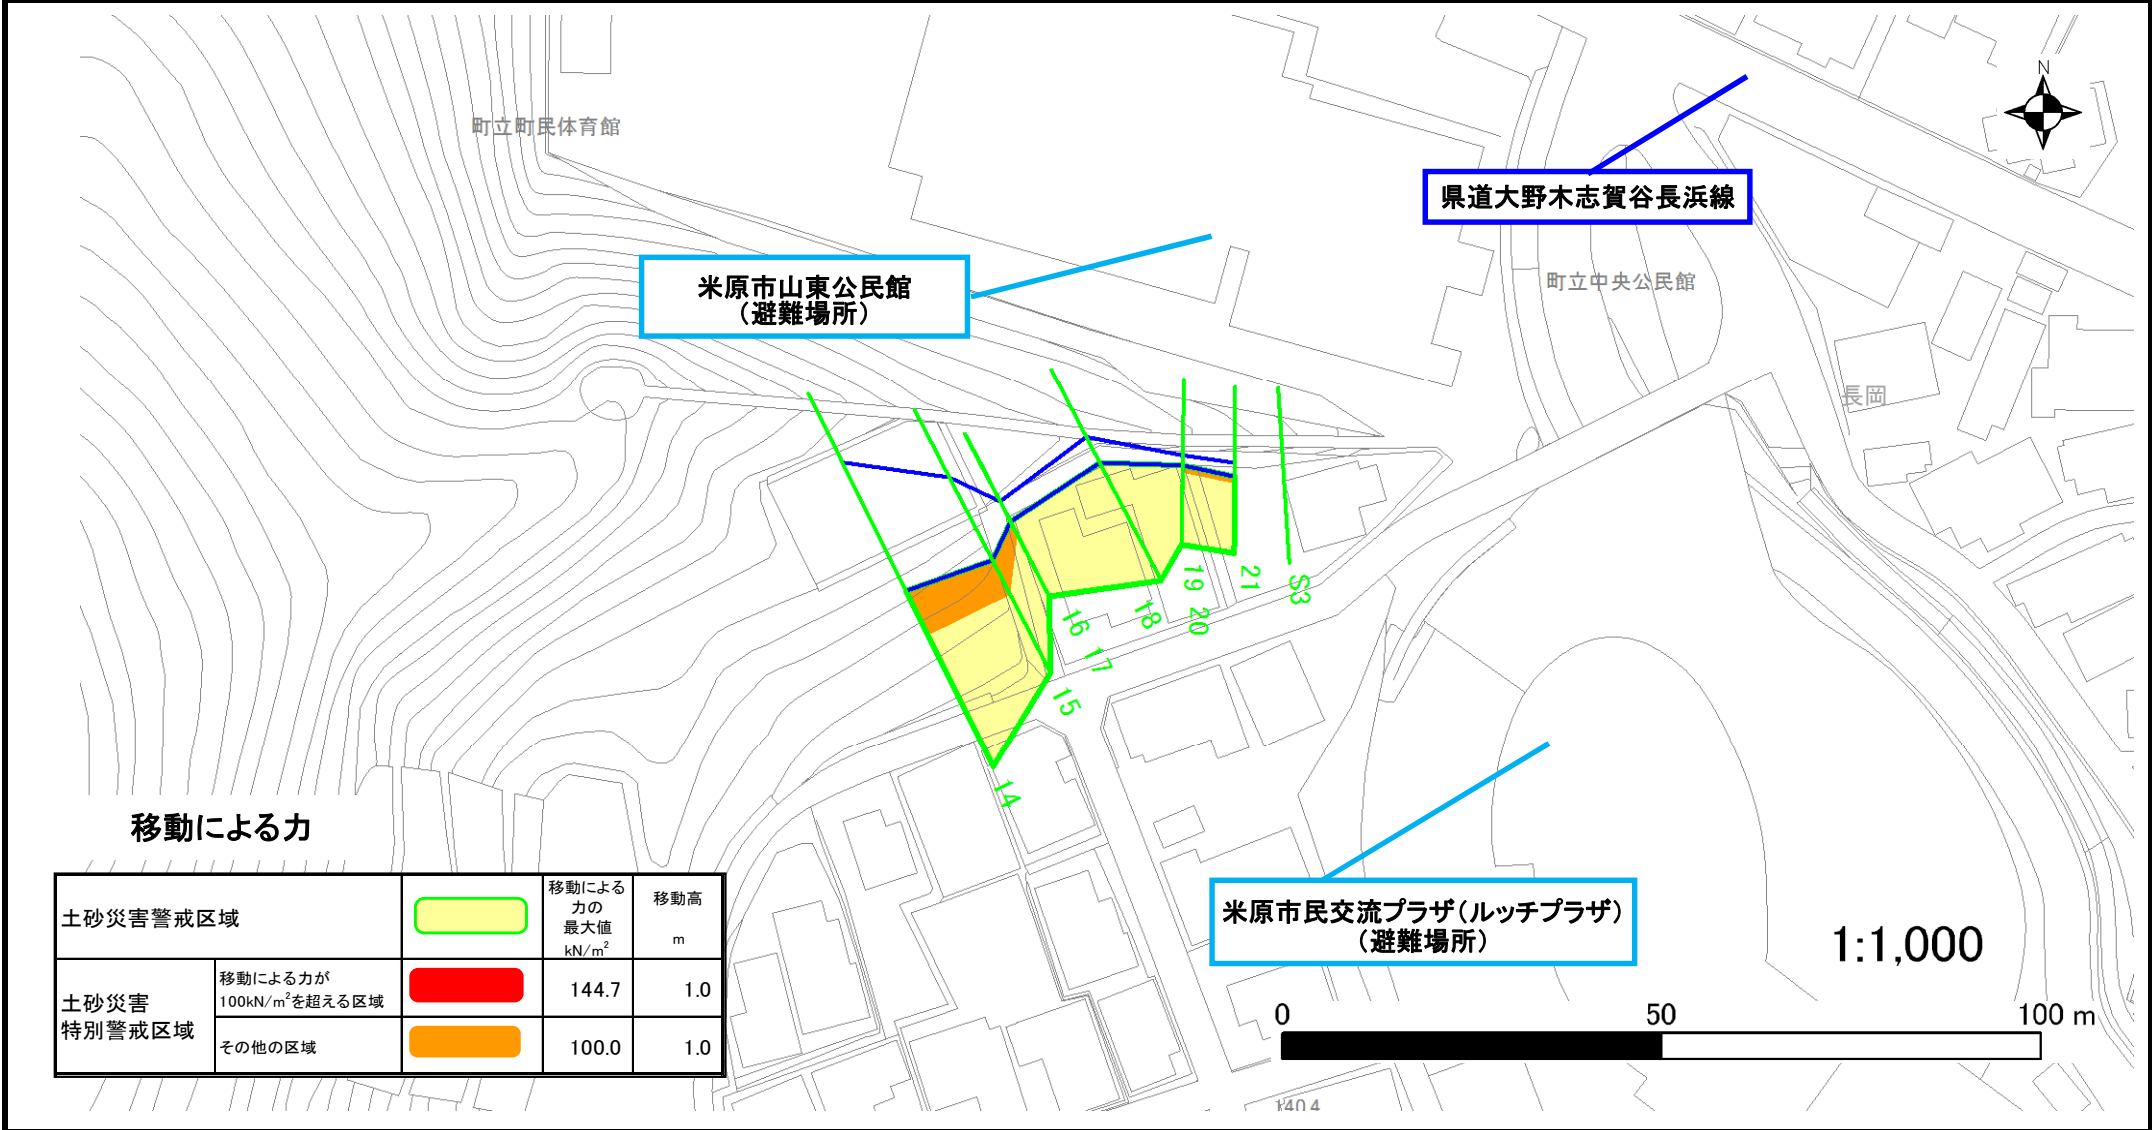 N
町立町民体育館
県道大野木志賀谷長浜線
米原市山東公民館
（避難場所）
町立中央公民館
長岡
19
21
S3
16
18
20
17
15
14
移動による力
土砂災害警戒区域
移動による
力の
最大値
kN/m²
移動高
m
土砂災害
特別警戒区域
移動による力が
100kN/m²を超える区域
144.7
1.0
その他の区域
100.0
1.0
米原市民交流プラザ（ルッチプラザ）
（避難場所）
1:1,000
0
50
100 m
140.4